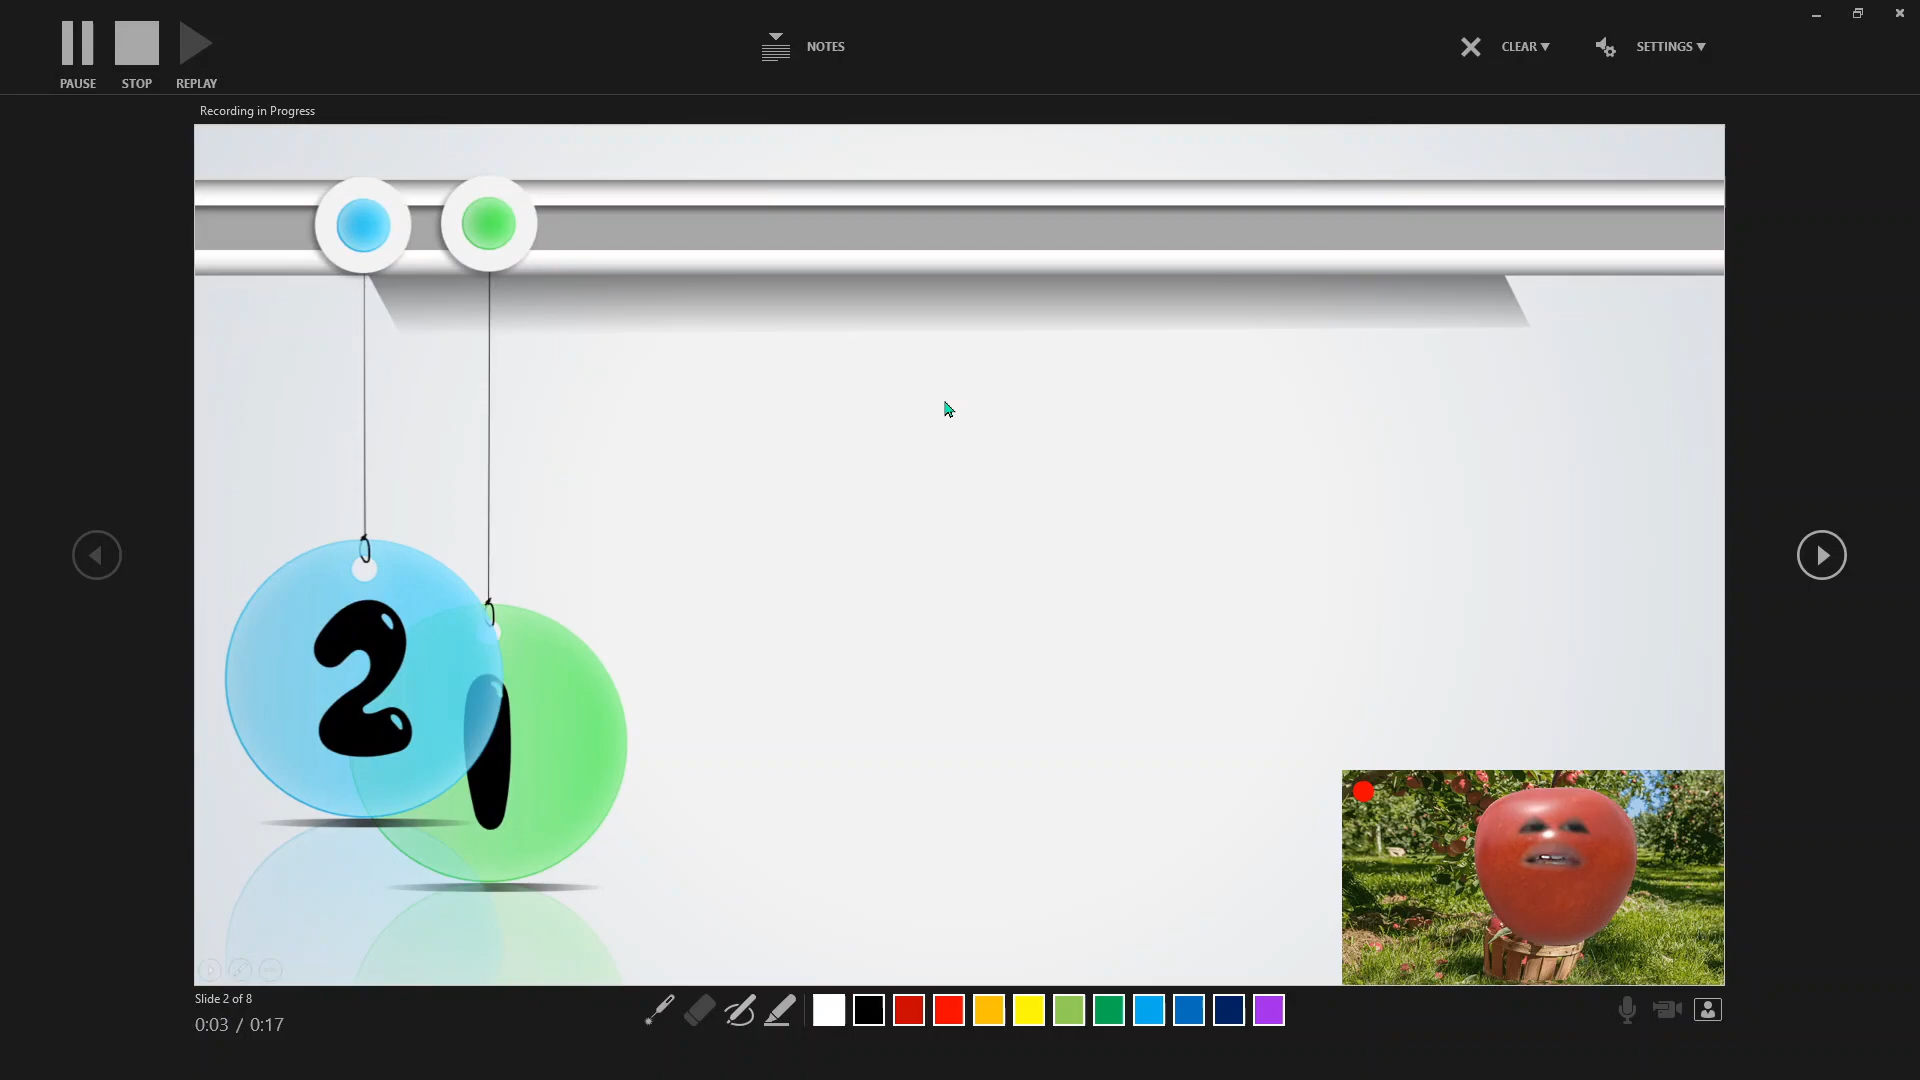 PAUSE STOP REPLAY
NOTES
CLEAR ▼
SETTINGS ▼
Recording in Progress
2
1
Slide 2 of 8
0:03 / 0:17